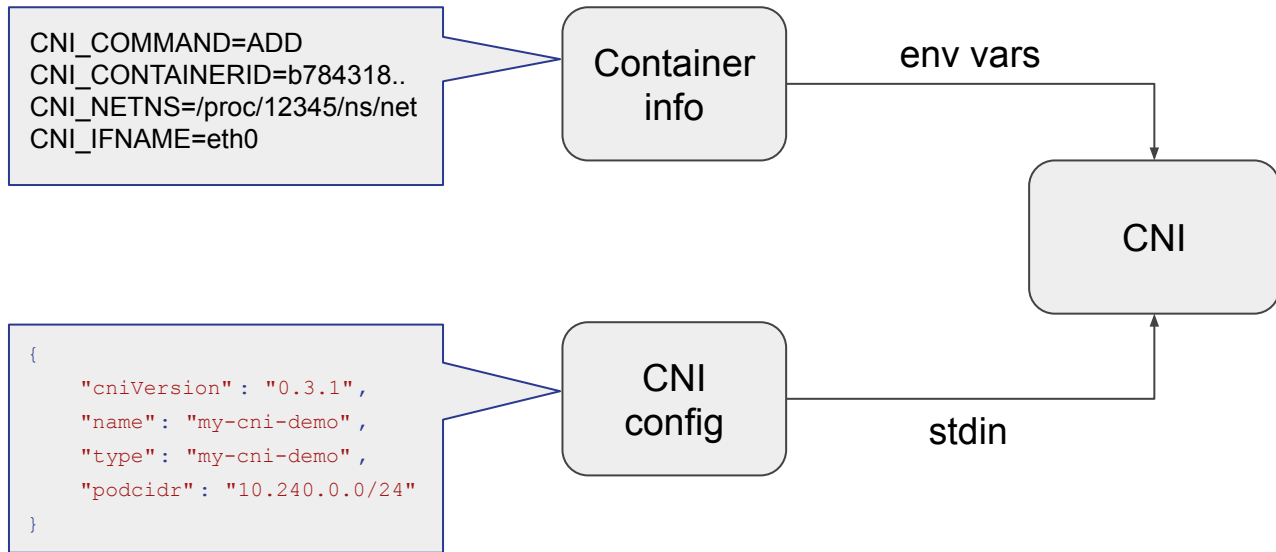 CNI_COMMAND=ADD
CNI_CONTAINERID=b784318..
CNI_NETNS=/proc/12345/ns/net
CNI_IFNAME=eth0
Container
info
env vars
CNI
{
"cniVersion": "0.3.1",
"name": "my-cni-demo",
"type": "my-cni-demo",
"podcidr": "10.240.0.0/24"
}
CNI
config
stdin